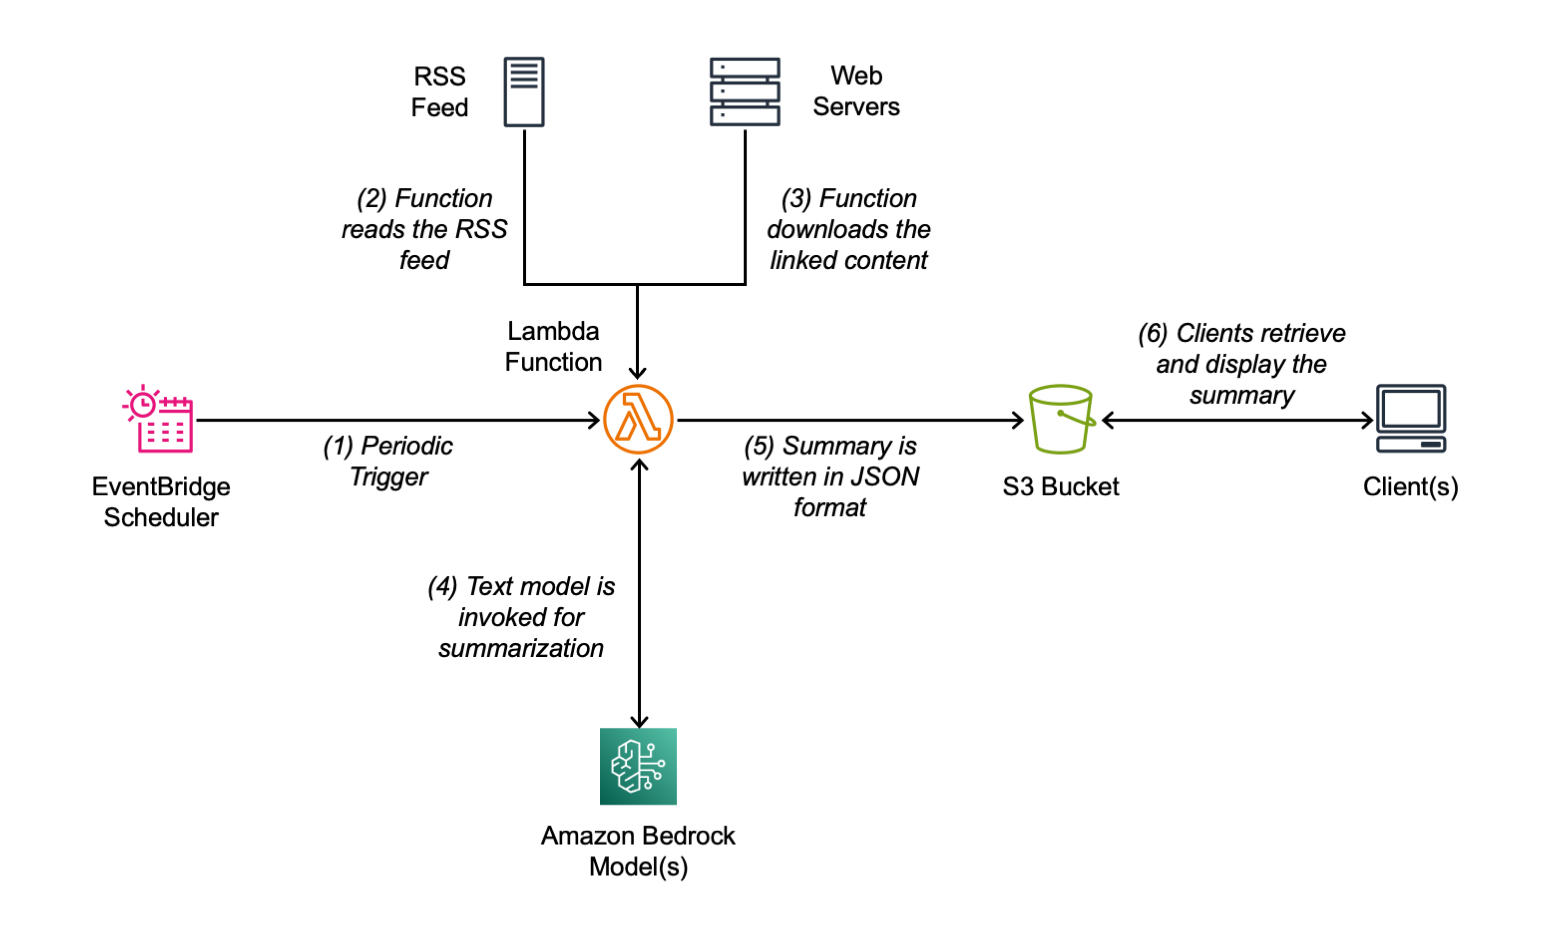 RSS
Feed
Web
Servers
(2) Function
reads the RSS
feed
(3) Function
downloads the
linked content
Lambda
Function
(6) Clients retrieve
and display the
summary
(1) Periodic
Trigger
(5) Summary is
written in JSON
format
EventBridge
Scheduler
S3 Bucket
Client(s)
(4) Text model is
invoked for
summarization
Amazon Bedrock
Model(s)